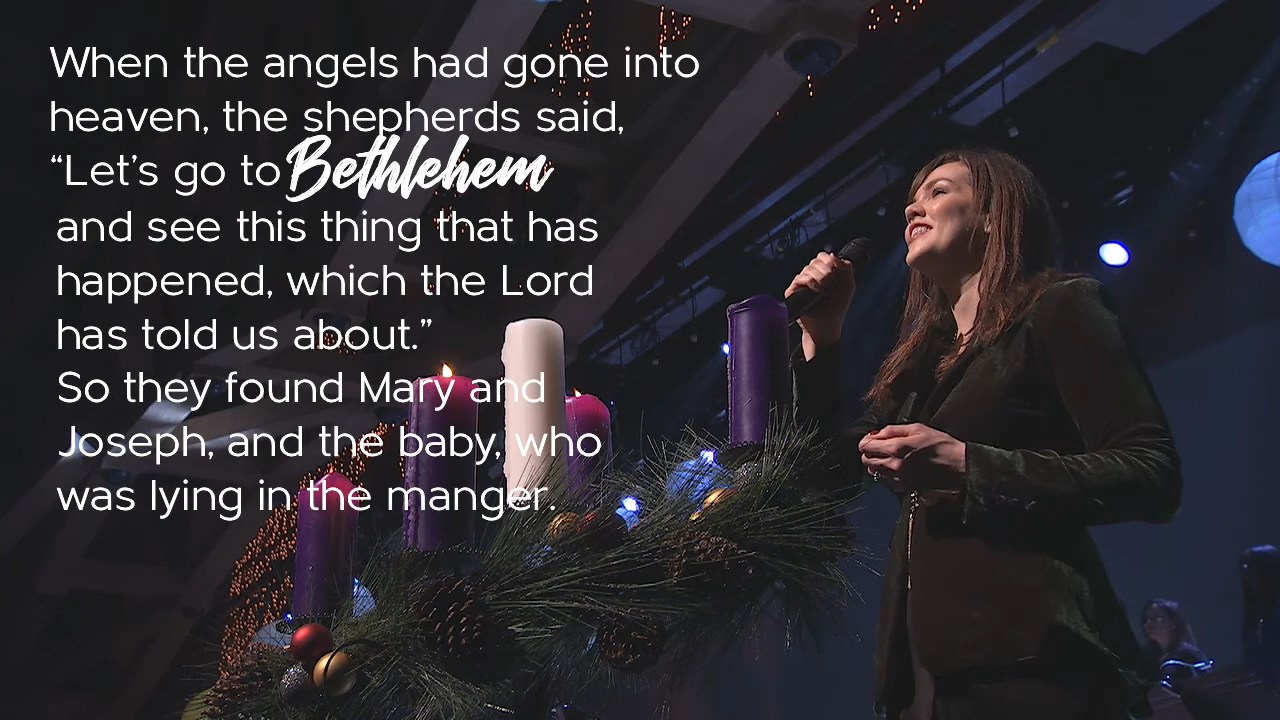 When the angels had gone into
heaven, the shepherds said,
“Let’s go to Bethlehem
and see this thing that has
happened, which the Lord
has told us about.”
So they found Mary and
Joseph, and the baby, who
was lying in the manger.